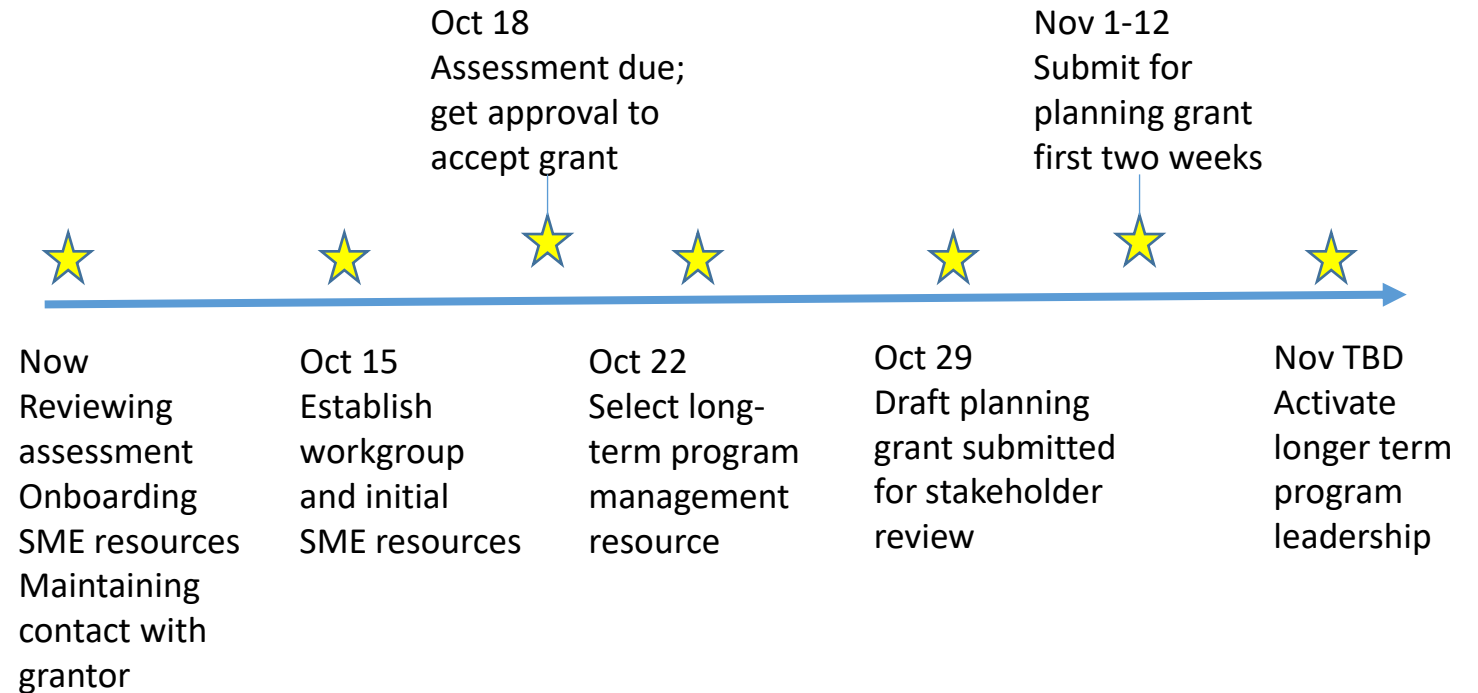 Oct 18
Assessment due;
get approval to
accept grant
Nov 1-12
Submit for
planning grant
first two weeks
Now
Reviewing
assessment
Onboarding
SME resources
Maintaining
contact with
grantor
Oct 15
Establish
workgroup
and initial
SME resources
Oct 22
Select long-
term program
management
resource
Oct 29
Draft planning
grant submitted
for stakeholder
review
Nov TBD
Activate
longer term
program
leadership